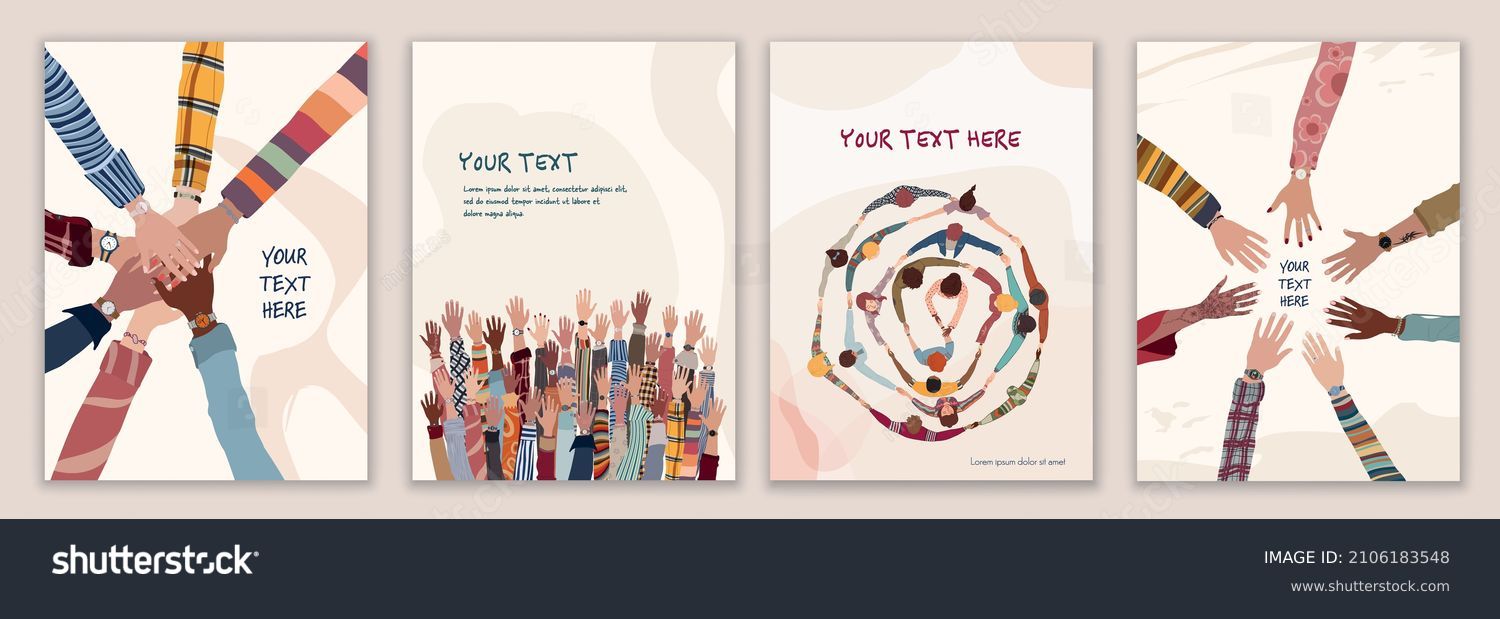 YOUR
TEXT
HERE
YOUR TEXT
Lorem ipsum dolor sit amet, consectetur adipisci elit,
sed do eiusmod tempor incidunt ut labore et
dolore magna aliqua.
YOUR TEXT HERE
Lorem ipsum dolor sit amet
YOUR
TEXT
HERE
shutterstock
IMAGE ID: 2106183548
www.shutterstock.com